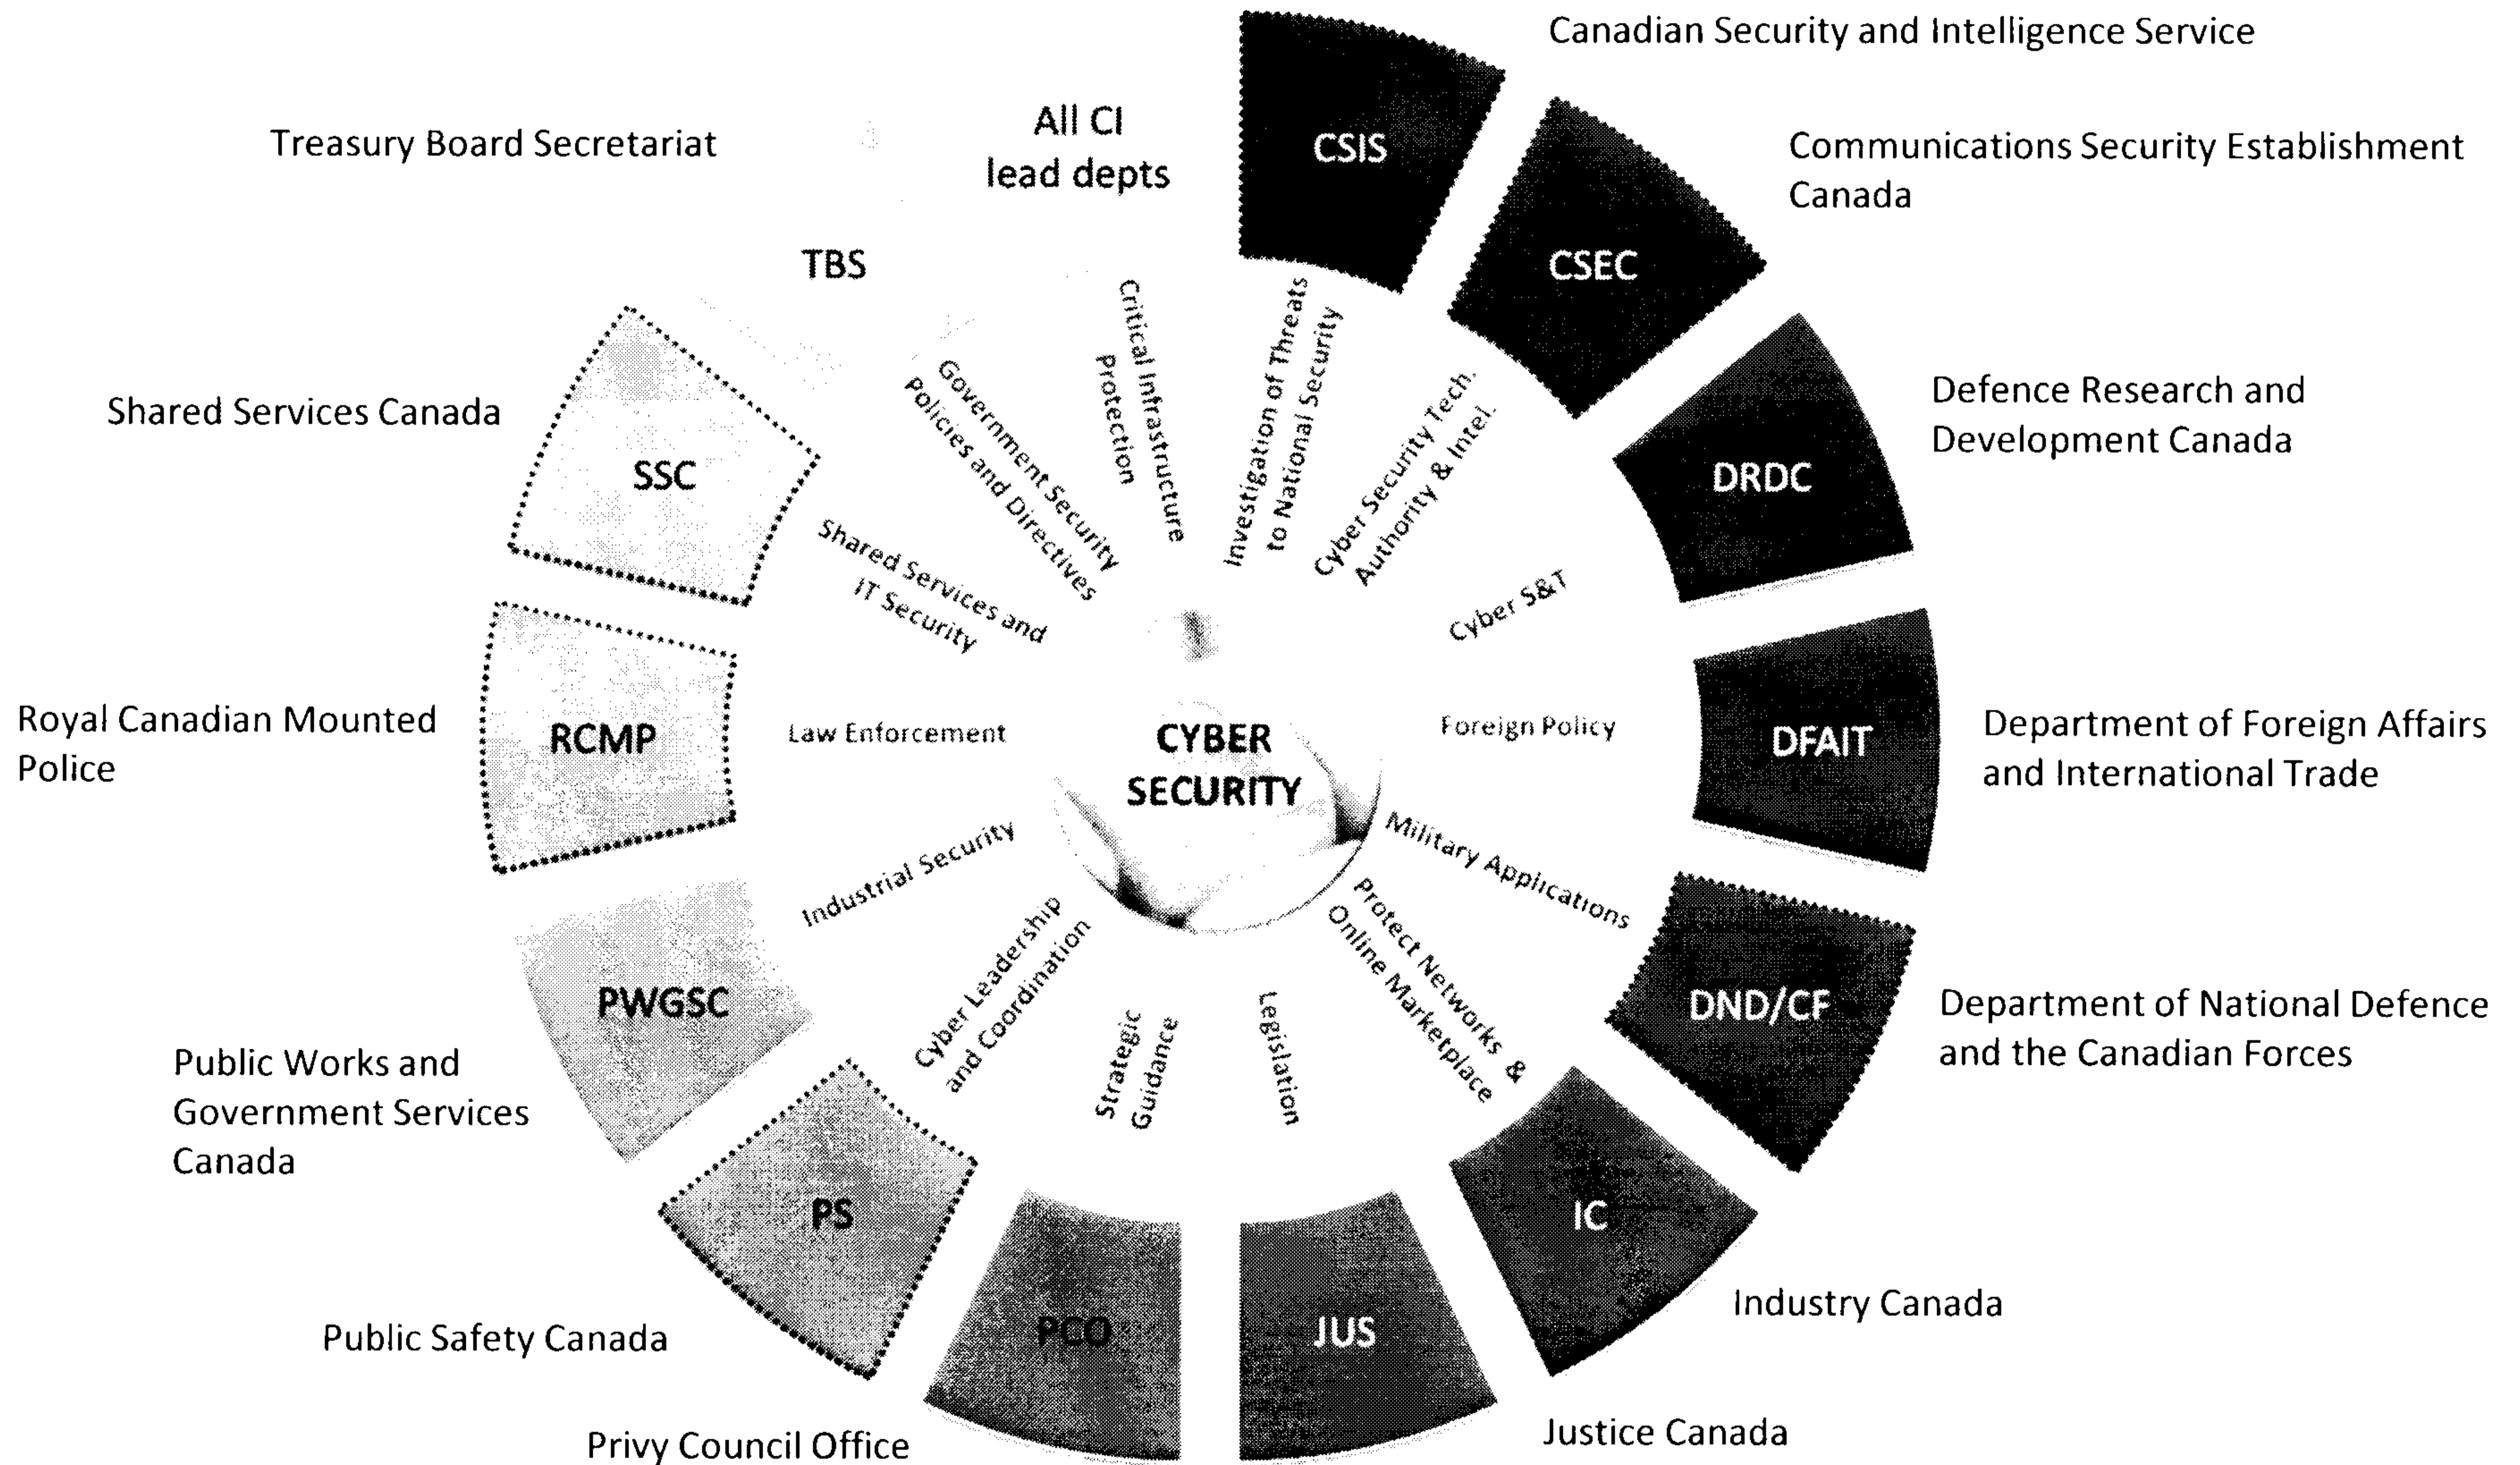 Canadian Security and Intelligence Service
CSIS
Investigation of Threats
to National Security
Communications Security Establishment
Canada
CSEC
Cyber Security Tech.
Authority & Intel.
Defence Research and
Development Canada
DRDC
Cyber S&T
Department of Foreign Affairs
and International Trade
DFAIT
Foreign Policy
Department of National Defence
and the Canadian Forces
DND/CF
Military Applications
Industry Canada
IC
Protect Networks &
Online Marketplace
Justice Canada
JUS
Legislation
Privy Council Office
PCO
Strategic
Guidance
Public Safety Canada
PS
Cyber Leadership
and Coordination
Public Works and
Government Services
Canada
PWGSC
Industrial Security
Royal Canadian Mounted
Police
RCMP
Law Enforcement
Shared Services Canada
SSC
Shared Services and
IT Security
Treasury Board Secretariat
TBS
Government Security
Policies and Directives
All CI
lead depts
Critical Infrastructure
Protection
CYBER
SECURITY